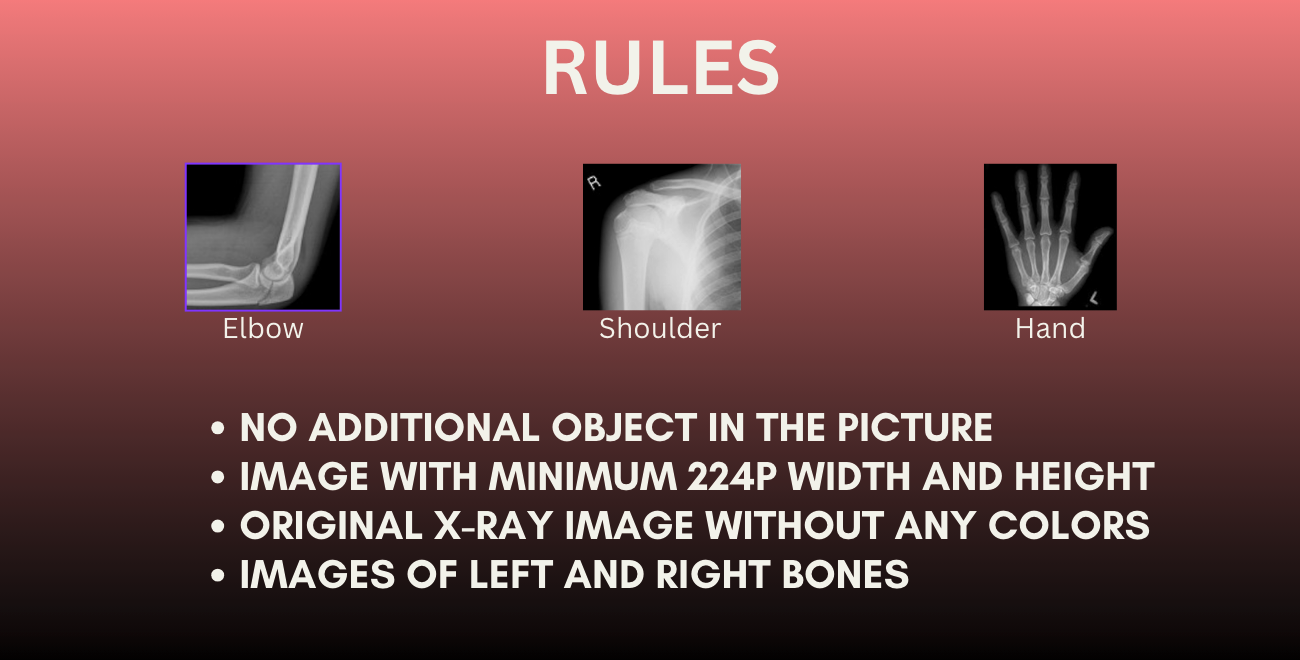 RULES
R
L
Elbow
Shoulder
Hand
• NO ADDITIONAL OBJECT IN THE PICTURE
• IMAGE WITH MINIMUM 224P WIDTH AND HEIGHT
• ORIGINAL X-RAY IMAGE WITHOUT ANY COLORS
• IMAGES OF LEFT AND RIGHT BONES